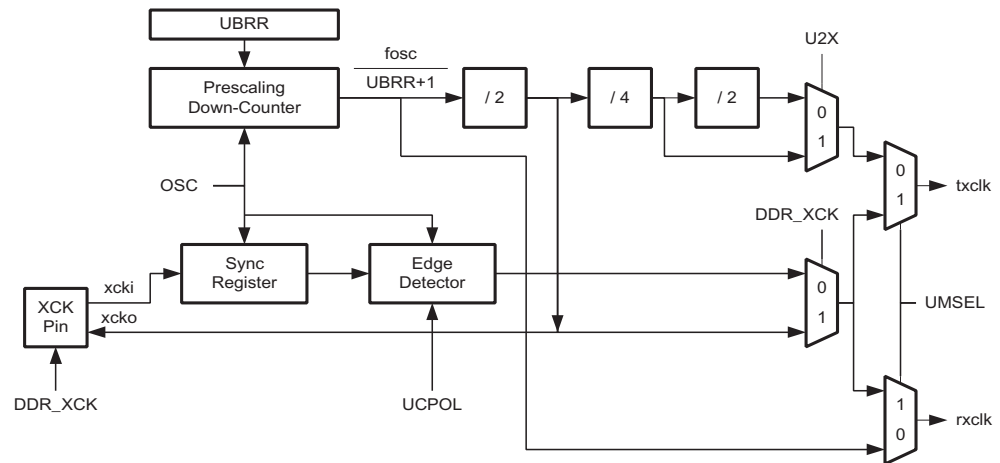 UBRR
U2X
fosc
UBRR+1
Prescaling
Down-Counter
/ 2
/ 4
/ 2
0
1
OSC
0
1
txclk
DDR_XCK
Sync
Register
Edge
Detector
xcki
0
1
UMSEL
XCK
Pin
xcko
DDR_XCK
UCPOL
1
0
rxclk